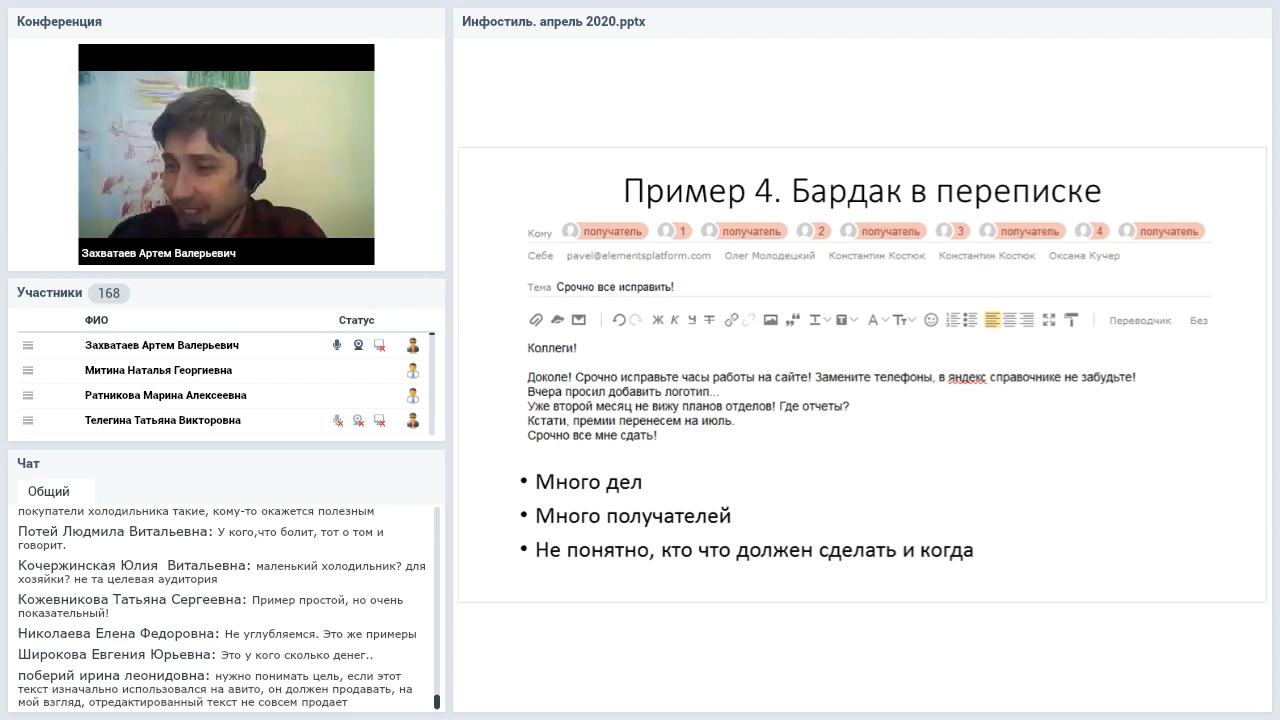 Конференция
Захватаев Артем Валерьевич
Участники 168
ФИО Статус
Захватаев Артем Валерьевич
Митина Наталья Георгиевна
Ратникова Марина Алексеевна
Телегина Татьяна Викторовна
Чат
Общий
покупатели холодильника такие, кому-то окажется полезным
Потей Людмила Витальевна: У кого,что болит, тот о том и
говорит.
Кочержинская Юлия Витальевна: маленький холодильник? для
хозяйки? не та целевая аудитория
Кожевникова Татьяна Сергеевна: Пример простой, но очень
показательный!
Николаева Елена Федоровна: Не углубляемся. Это же примеры
Широкова Евгения Юрьевна: Это у кого сколько денег..
поберий ирина леонидовна: нужно понимать цель, если этот
текст изначально использовался на авито, он должен продавать, на
мой взгляд, отредактированный текст не совсем продает
Инфостиль. апрель 2020.pptx
Пример 4. Бардак в переписке
Кому получатель 1 получатель 2 получатель 3 получатель 4 получатель
Себе pavel@elementsplatform.com Олег Молодецкий Константин Костюк Константин Костюк Оксана Кучер
Тема Срочно все исправить!
Ж К Ч Т Переводчик Без
Коллеги!
Доколе! Срочно исправьте часы работы на сайте! Замените телефоны, в яндекс справочнике не забудьте!
Вчера просил добавить логотип...
Уже второй месяц не вижу планов отделов! Где отчеты?
Кстати, премии перенесем на июль.
Срочно все мне сдать!
• Много дел
• Много получателей
• Не понятно, кто что должен сделать и когда